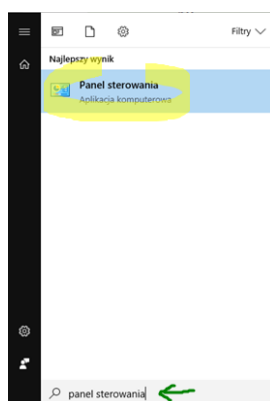 Filtry
Najlepszy wynik
Panel sterowania
Aplikacja komputerowa
panel sterowania